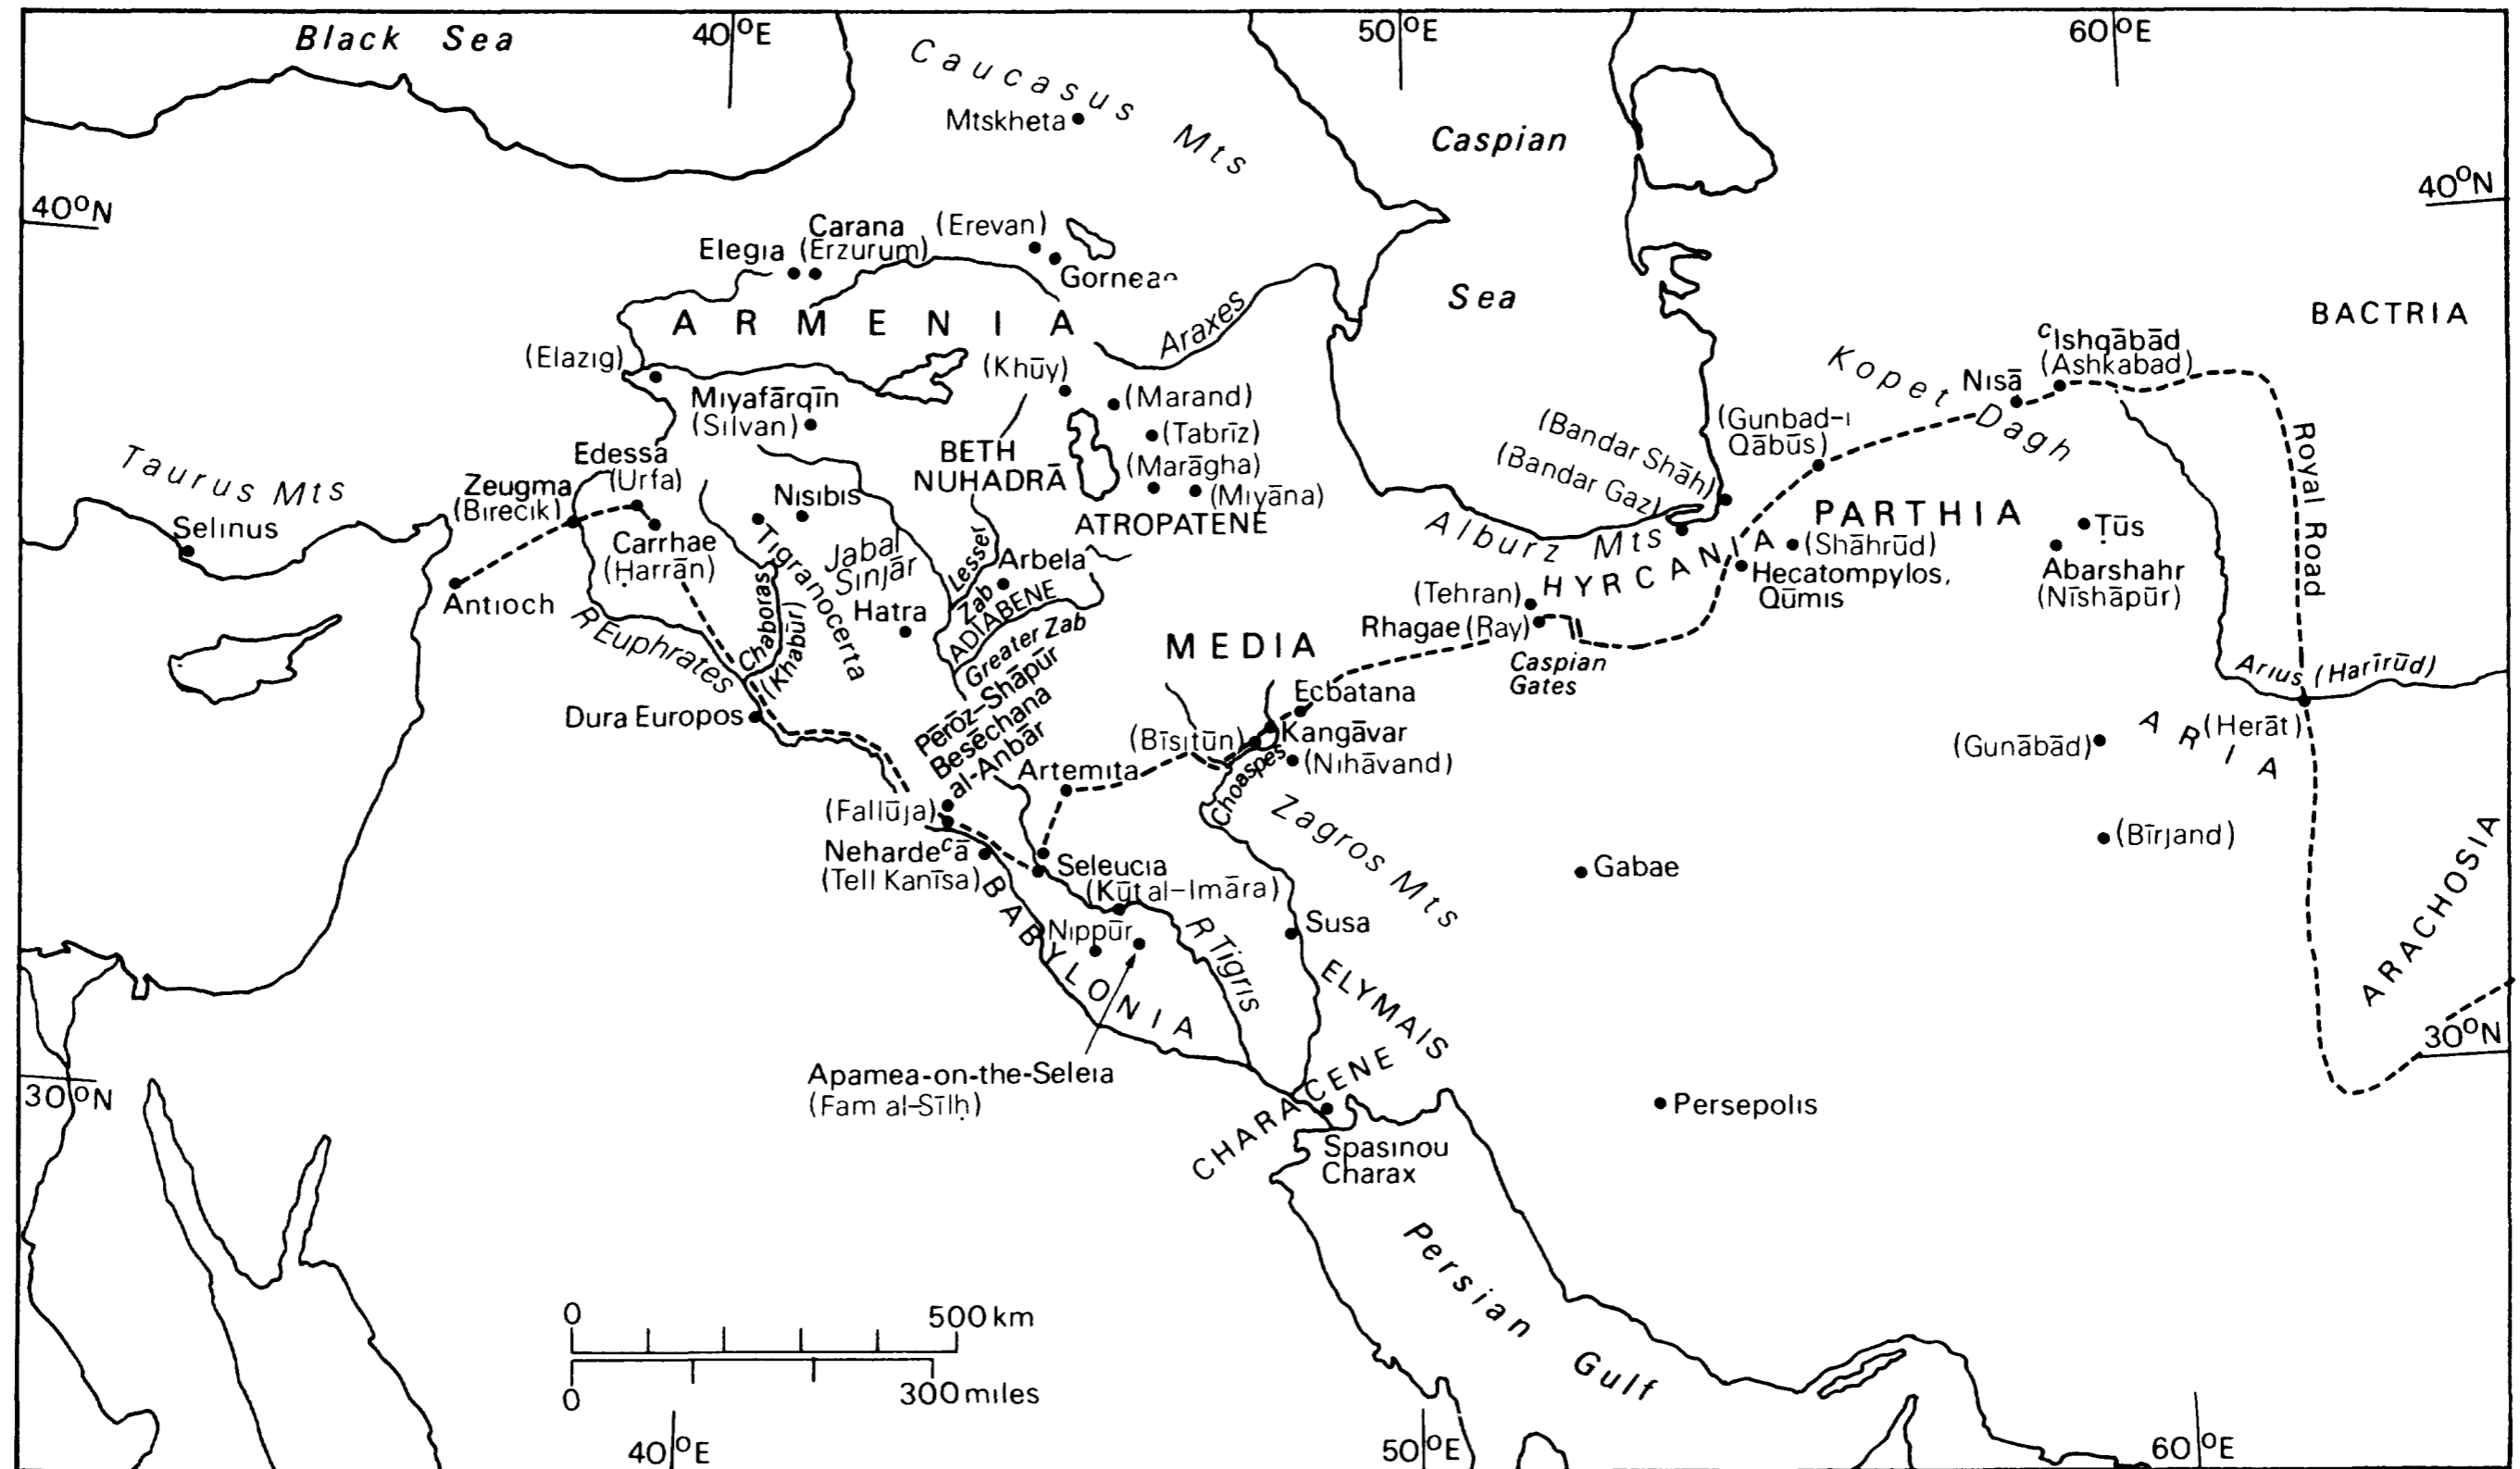 Black Sea
40°E
50°E
60°E
Caucasus Mts
Mtskheta
Caspian Sea
40°N
40°N
Carana
(Erzurum)
(Erevan)
Elegia
Gornea
ARMENIA
Araxes
BACTRIA
ᶜIshqābād
(Ashkabad)
Nisā
Kopet Dagh
(Elazig)
(Khūy)
Miyafārqīn
(Silvan)
(Marand)
(Tabrīz)
(Marāgha)
(Miyāna)
(Gunbad-i
Qābūs)
(Bandar Shāh)
(Bandar Gaz)
Royal Road
Taurus Mts
Edessa
(Urfa)
Zeugma
(Birecik)
BETH
NUHADRĀ
Nisibis
ATROPATENE
Selinus
Carrhae
(Ḥarrān)
Tigranocerta
Jabal
Sinjār
Lesser
Zab
Arbela
Alburz Mts
PARTHIA
HYRCANIA
(Shāhrūd)
Hecatompylos,
Qūmis
Ṭūs
Abarshahr
(Nīshāpūr)
Antioch
R Euphrates
Chaboras
(Khabūr)
Hatra
ADIABENE
Greater Zab
(Tehran)
Rhagae (Ray)
MEDIA
Caspian
Gates
Arius (Harīrūd)
Dura Europos
Pērōz-Shāpūr
Besēchana
al-Anbār
Ecbatana
(Bīsitūn)
Kangāvar
(Nihāvand)
Choaspes
Artemita
(Herāt)
ARIA
(Gunābād)
(Fallūja)
Zagros Mts
(Bīrjand)
Nehardeᶜā
(Tell Kanīsa)
Seleucia
(Kūt al-Imāra)
Gabae
ARACHOSIA
BABYLONIA
Nippūr
R Tigris
Susa
ELYMAIS
30°N
30°N
Apamea-on-the-Seleia
(Fam al-Sīlḥ)
CHARACENE
Persepolis
Spasinou
Charax
Persian Gulf
0 500 km
0 300 miles
40°E
50°E
60°E